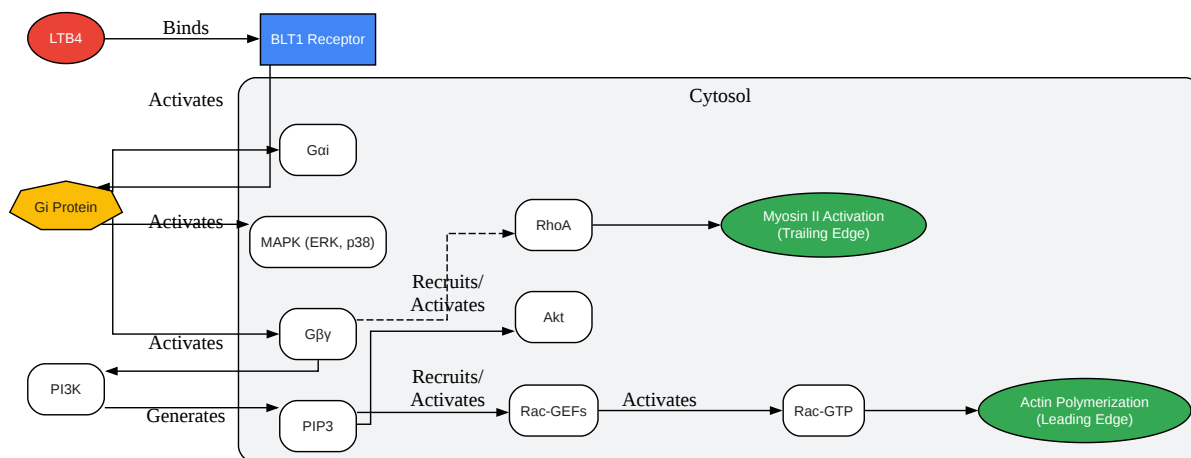 LTB4
Binds
BLT1 Receptor
Activates
Cytosol
Gαi
Gi Protein
Activates
MAPK (ERK, p38)
RhoA
Myosin II Activation
(Trailing Edge)
Recruits/
Activates
Akt
Gβγ
Activates
PI3K
Generates
PIP3
Recruits/
Activates
Rac-GEFs
Activates
Rac-GTP
Actin Polymerization
(Leading Edge)